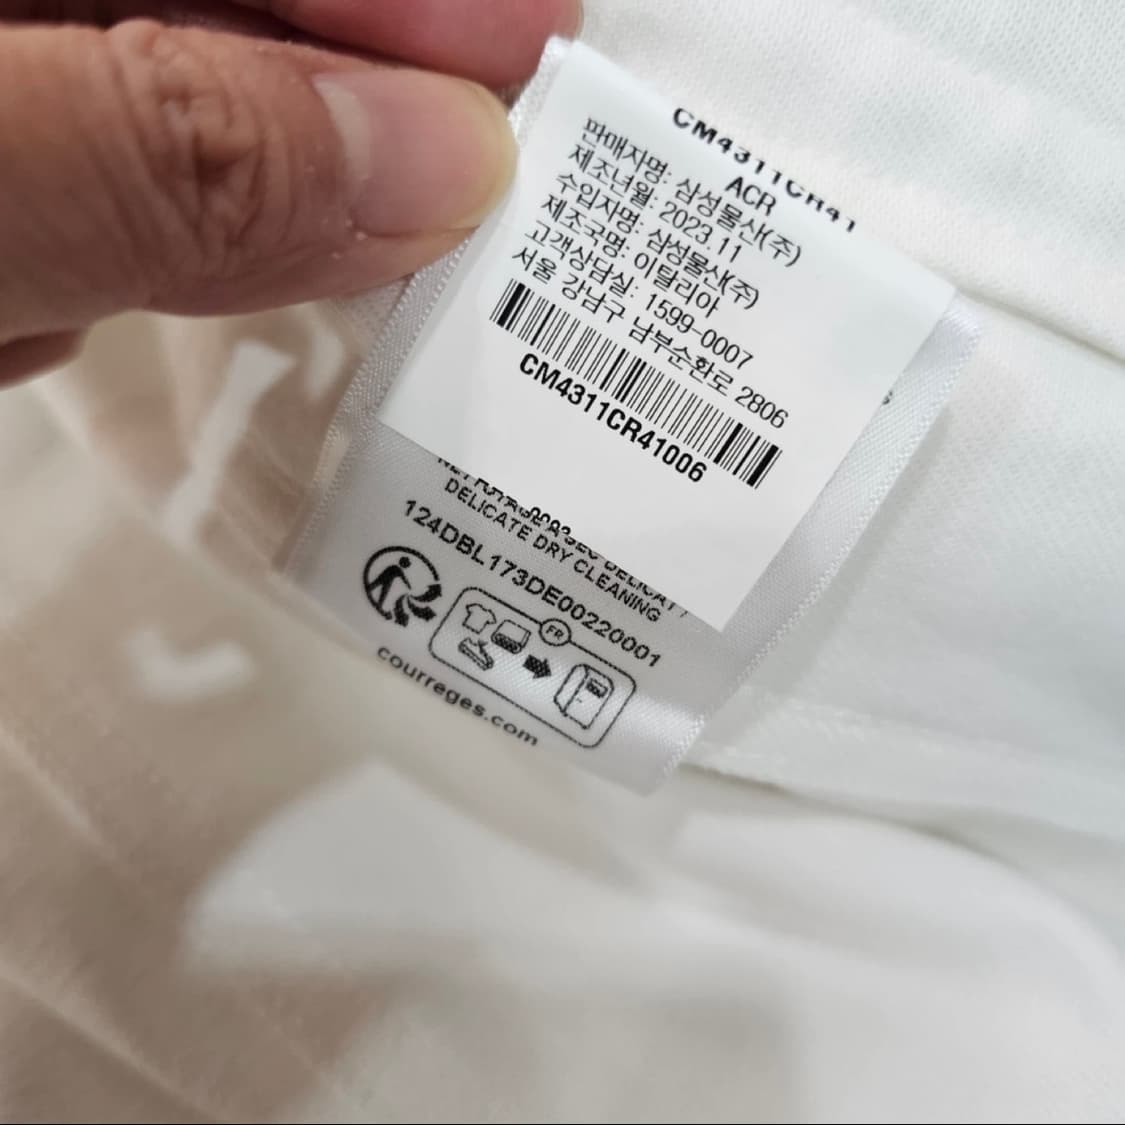 CM4311CR41
ACR
판매자명: 삼성물산(주)
제조년월: 2023.11
수입자명: 삼성물산(주)
제조국명: 이탈리아
고객상담실: 1599-0007
서울 강남구 남부순환로 2806
CM4311CR41006
DELICATE DRY CLEANING
124DBL173DE00220001
FR
courreges.com